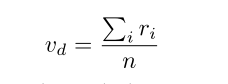 v_d = \frac{\sum_i r_i}{n}